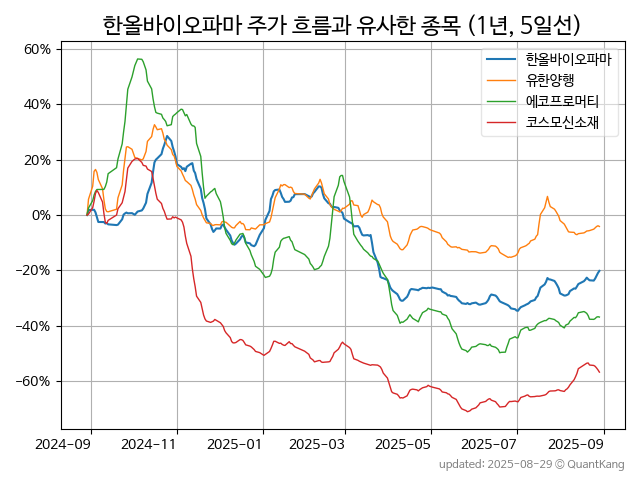 한올바이오파마 주가 흐름과 유사한 종목 (1년, 5일선)
60%
40%
20%
0%
−20%
−40%
−60%
한올바이오파마
유한양행
에코프로머티
코스모신소재
2024-09
2024-11
2025-01
2025-03
2025-05
2025-07
2025-09
updated: 2025-08-29 © QuantKang